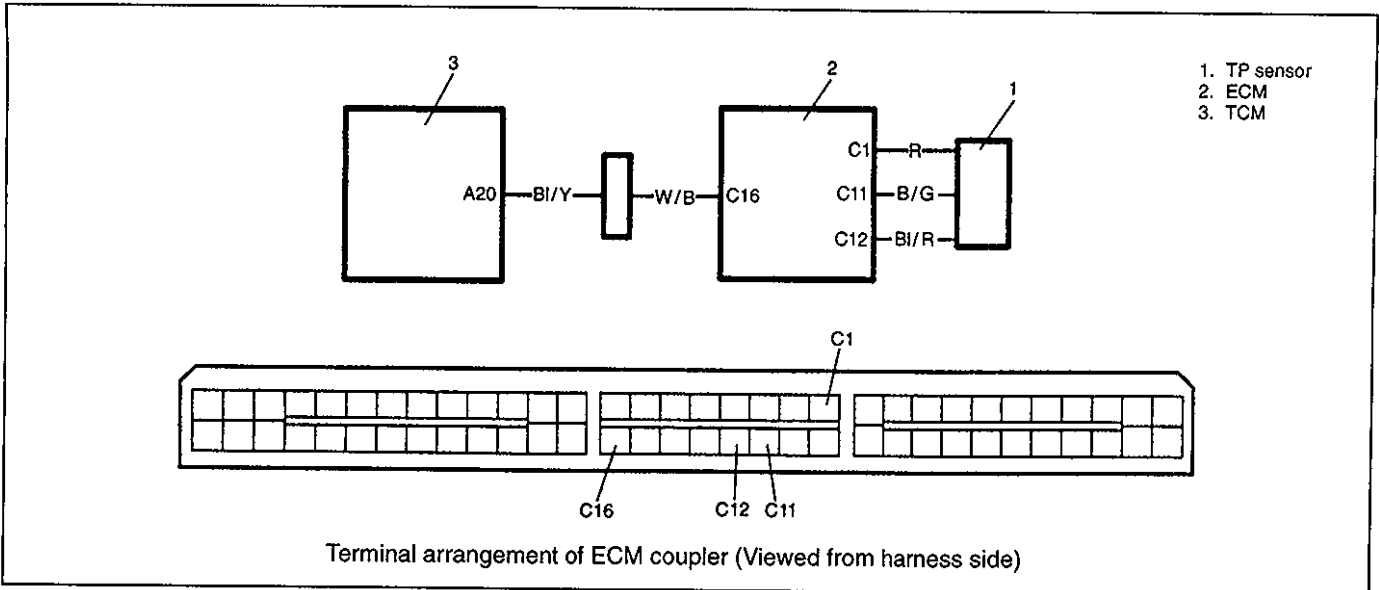 3
2
1
1. TP sensor
2. ECM
3. TCM
C1 R
A20 Bl/Y W/B C16 C11 B/G
C12 Bl/R
C1
C16 C12 C11
Terminal arrangement of ECM coupler (Viewed from harness side)